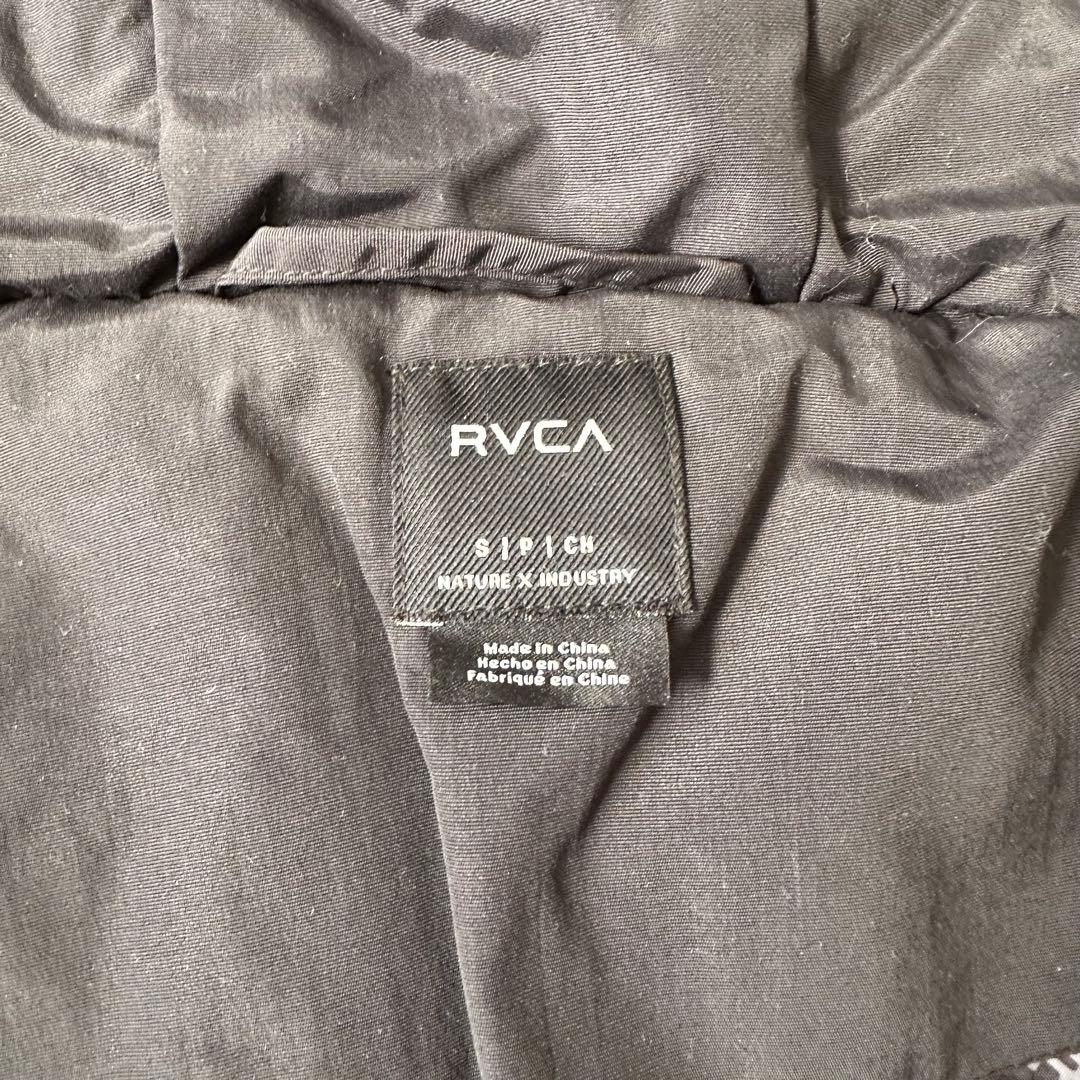 RVCA
S | P | CH
NATURE X INDUSTRY
Made in China
Hecho en China
Fabriqué en Chine